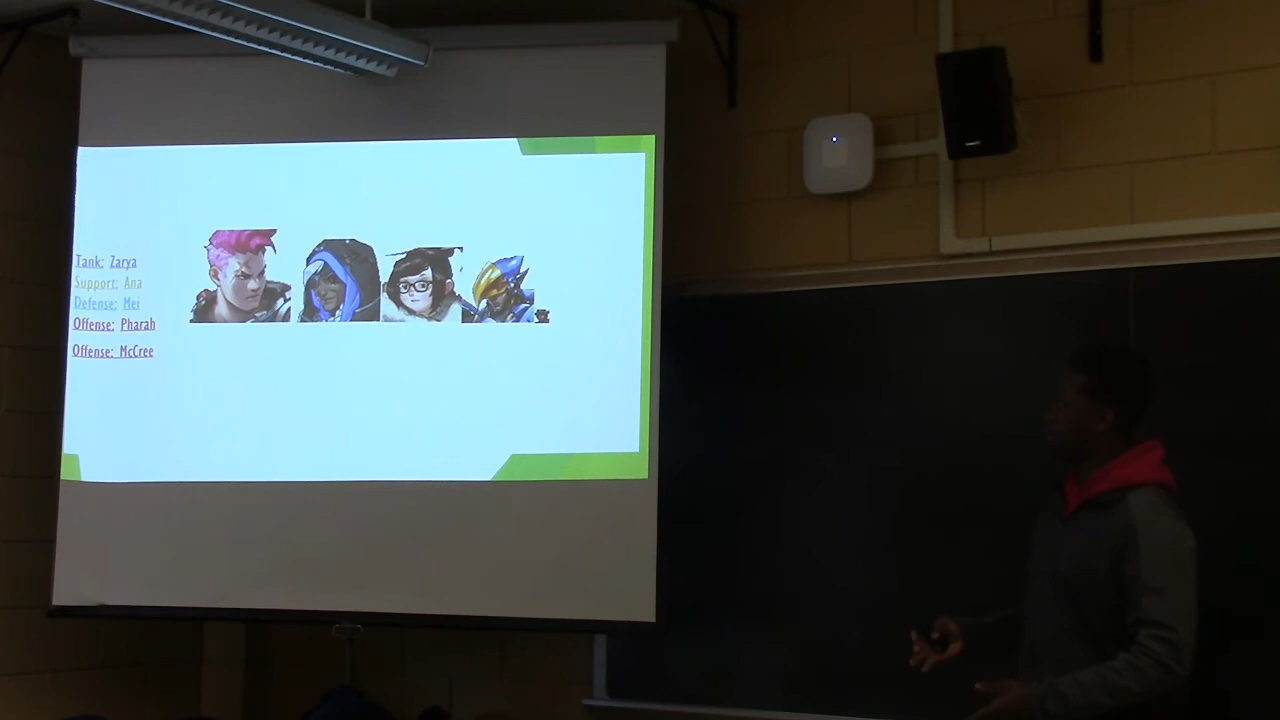 Tank: Zarya
Support: Ana
Defense: Mei
Offense: Pharah
Offense: McCree